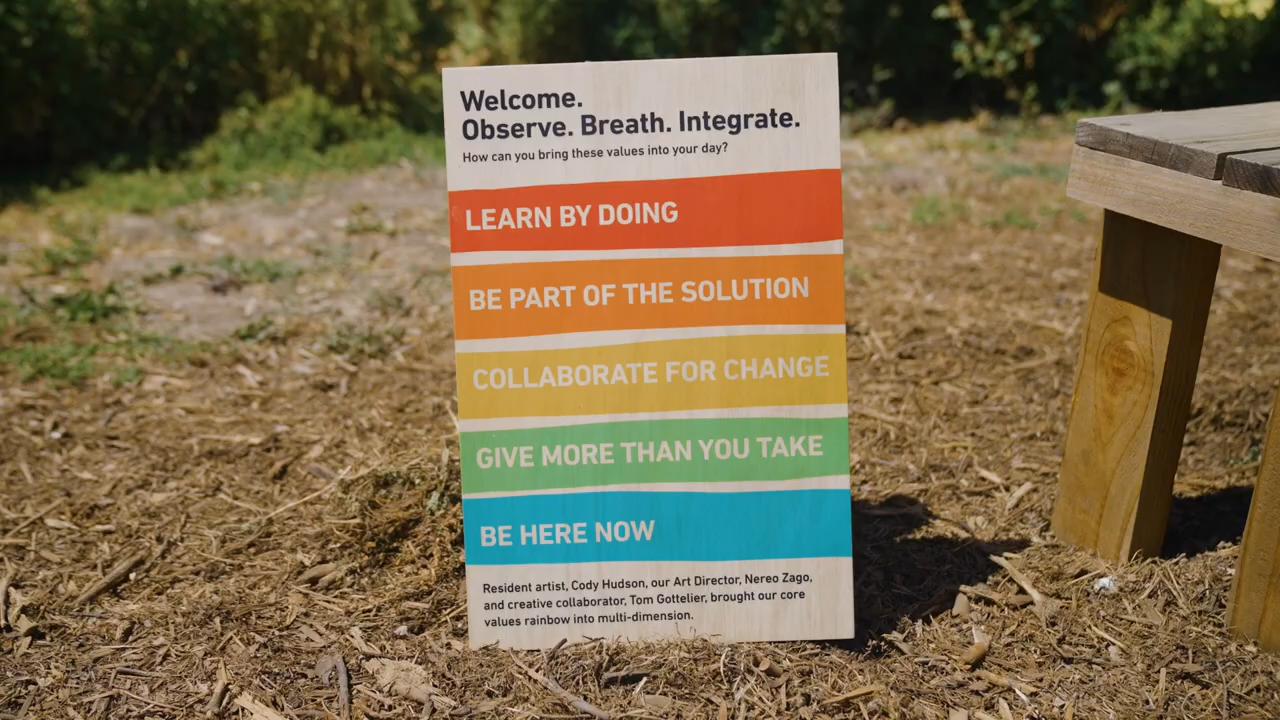 Welcome.
Observe. Breath. Integrate.
How can you bring these values into your day?
LEARN BY DOING
BE PART OF THE SOLUTION
COLLABORATE FOR CHANGE
GIVE MORE THAN YOU TAKE
BE HERE NOW
Resident artist, Cody Hudson, our Art Director, Nereo Zago,
and creative collaborator, Tom Gottelier, brought our core
values rainbow into multi-dimension.